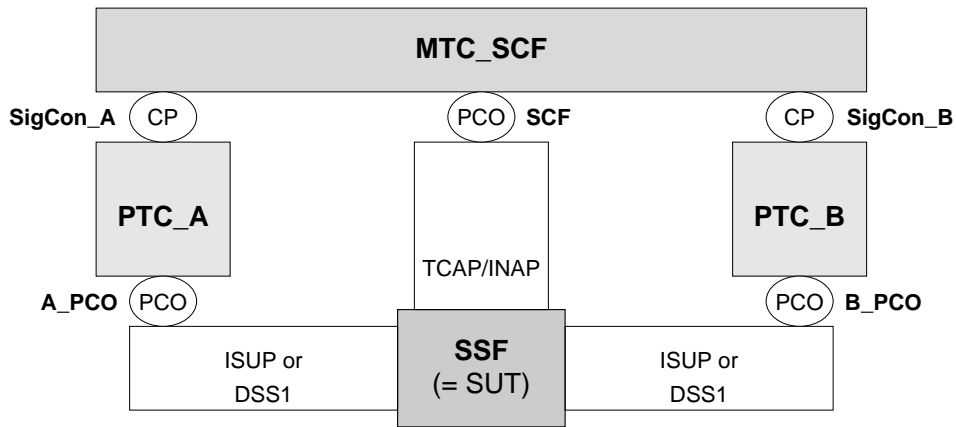 MTC_SCF
SigCon_A CP PCO SCF CP SigCon_B
PTC_A PTC_B
TCAP/INAP
A_PCO PCO PCO B_PCO
ISUP or SSF ISUP or
DSS1 (= SUT) DSS1